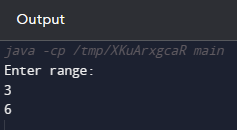 Output
java -cp /tmp/XKuArxgcaR main
Enter range:
3
6